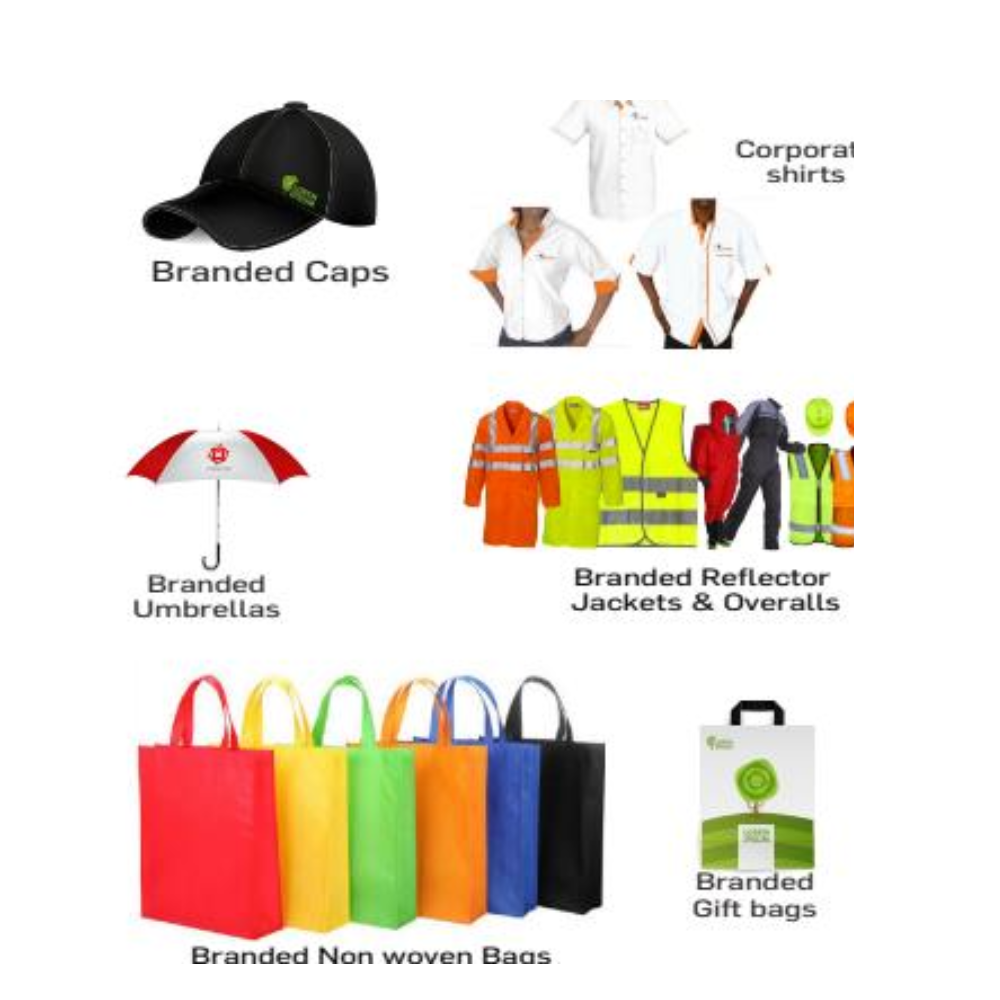 Branded Caps
Corporat
shirts
Branded
Umbrellas
Branded Reflector
Jackets & Overalls
Branded Non woven Bags
Branded
Gift bags